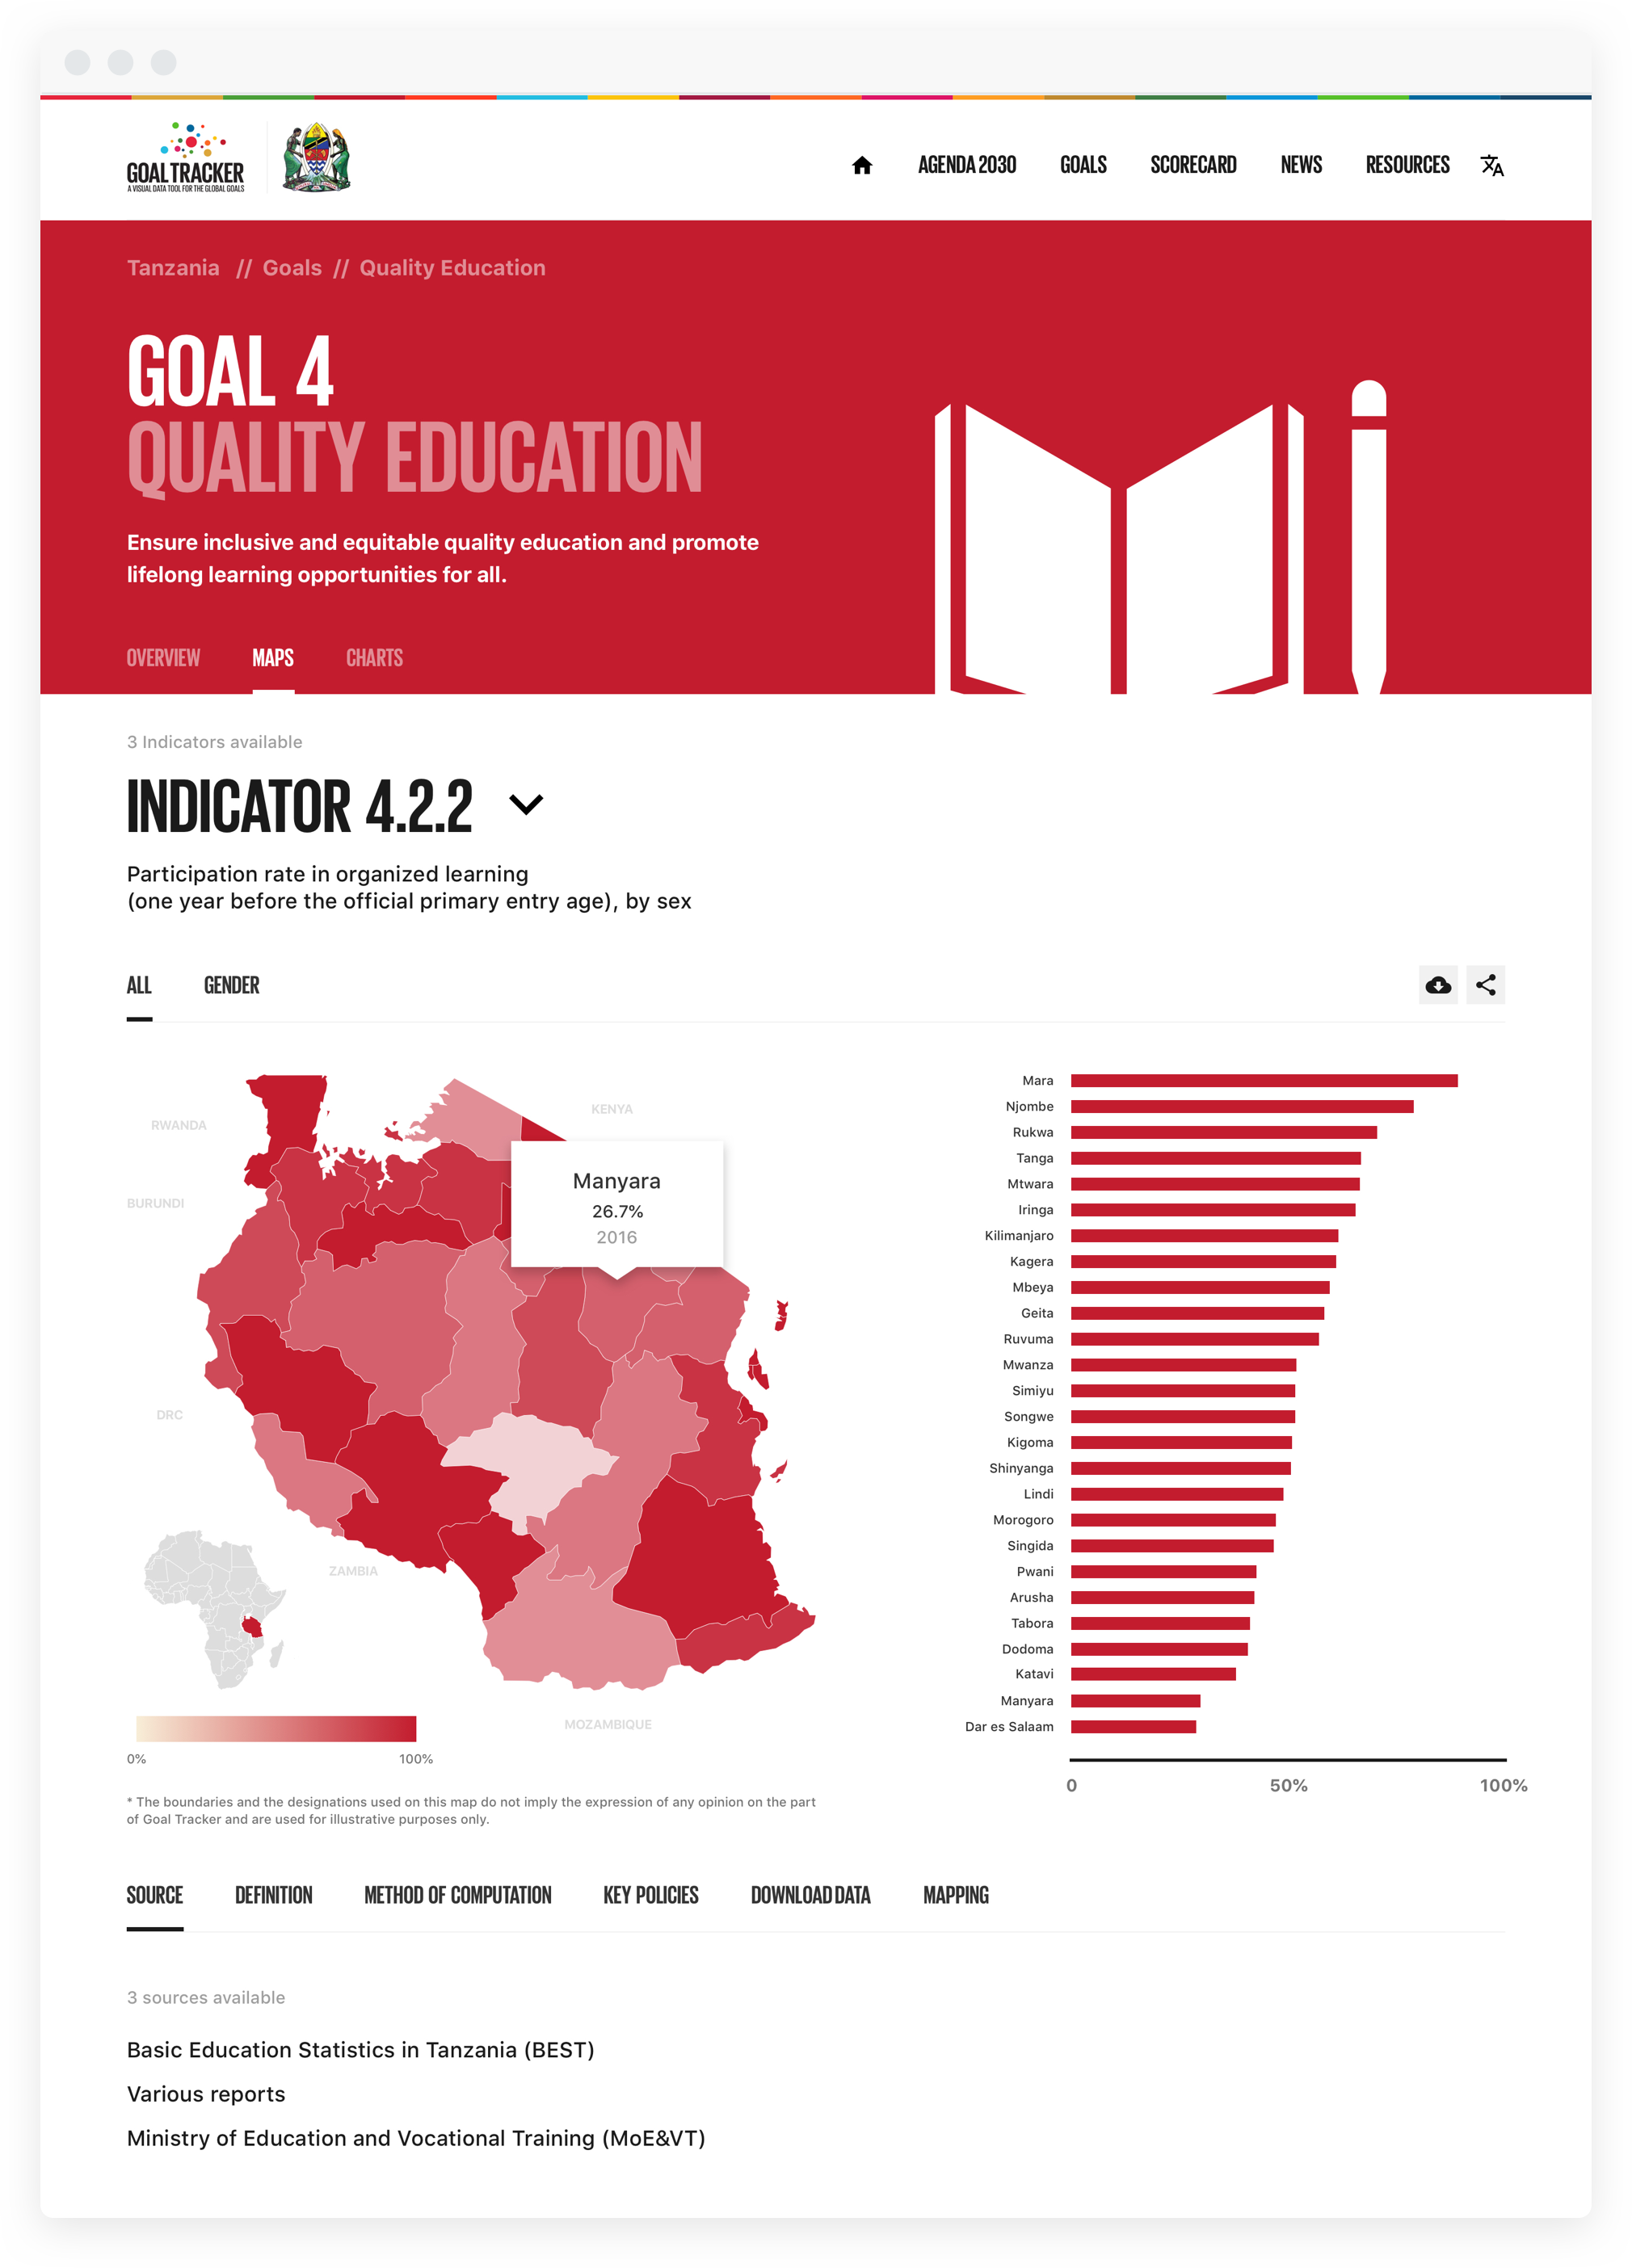 GOAL TRACKER
A VISUAL DATA TOOL FOR THE GLOBAL GOALS
AGENDA 2030
GOALS
SCORECARD
NEWS
RESOURCES
Tanzania // Goals // Quality Education
GOAL 4
QUALITY EDUCATION
Ensure inclusive and equitable quality education and promote
lifelong learning opportunities for all.
OVERVIEW
MAPS
CHARTS
3 Indicators available
INDICATOR 4.2.2
Participation rate in organized learning
(one year before the official primary entry age), by sex
ALL
GENDER
RWANDA
KENYA
BURUNDI
Manyara
26.7%
2016
DRC
ZAMBIA
MOZAMBIQUE
0%
100%
* The boundaries and the designations used on this map do not imply the expression of any opinion on the part
of Goal Tracker and are used for illustrative purposes only.
Mara
Njombe
Rukwa
Tanga
Mtwara
Iringa
Kilimanjaro
Kagera
Mbeya
Geita
Ruvuma
Mwanza
Simiyu
Songwe
Kigoma
Shinyanga
Lindi
Morogoro
Singida
Pwani
Arusha
Tabora
Dodoma
Katavi
Manyara
Dar es Salaam
0
50%
100%
SOURCE
DEFINITION
METHOD OF COMPUTATION
KEY POLICIES
DOWNLOAD DATA
MAPPING
3 sources available
Basic Education Statistics in Tanzania (BEST)
Various reports
Ministry of Education and Vocational Training (MoE&VT)